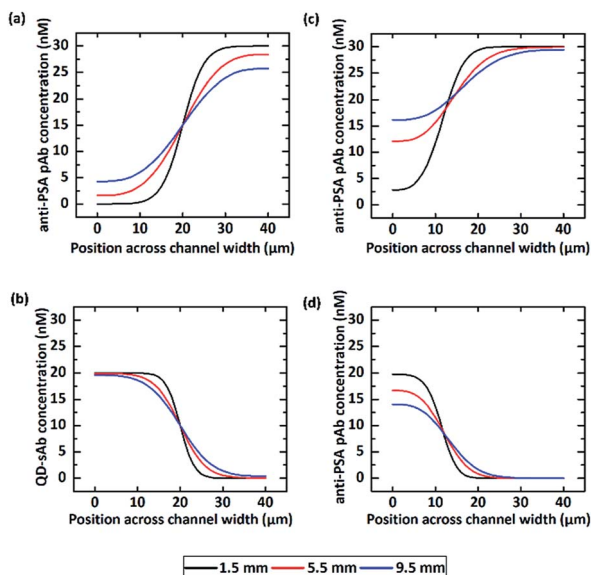 (a)
anti-PSA pAb concentration (nM)
30
25
20
15
10
5
0
0 10 20 30 40
Position across channel width (µm)
(c)
anti-PSA pAb concentration (nM)
30
25
20
15
10
5
0
0 10 20 30 40
Position across channel width (µm)
(b)
QD-sAb concentration (nM)
30
25
20
15
10
5
0
0 10 20 30 40
Position across channel width (µm)
(d)
anti-PSA pAb concentration (nM)
30
25
20
15
10
5
0
0 10 20 30 40
Position across channel width (µm)
1.5 mm 5.5 mm 9.5 mm